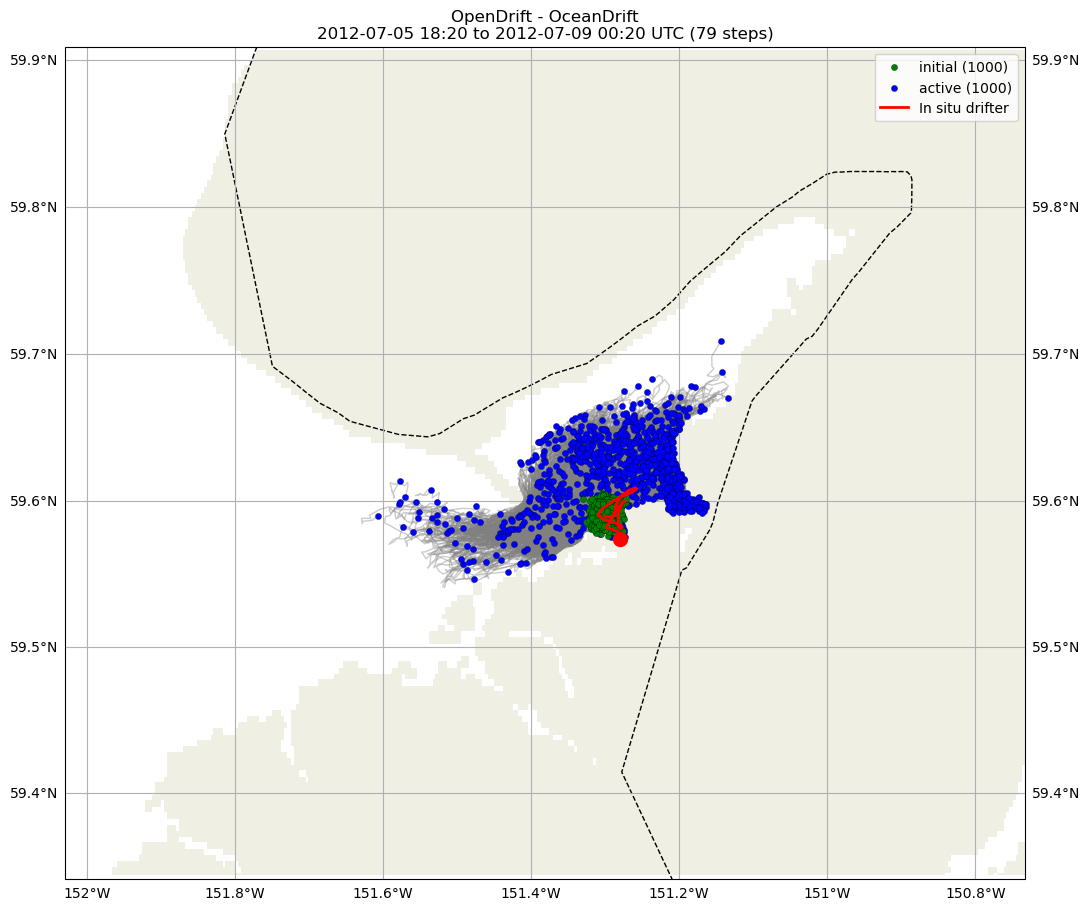 OpenDrift - OceanDrift
2012-07-05 18:20 to 2012-07-09 00:20 UTC (79 steps)
initial (1000)
active (1000)
In situ drifter
59.9°N
59.9°N
59.8°N
59.8°N
59.7°N
59.7°N
59.6°N
59.6°N
59.5°N
59.5°N
59.4°N
59.4°N
152°W
151.8°W
151.6°W
151.4°W
151.2°W
151°W
150.8°W